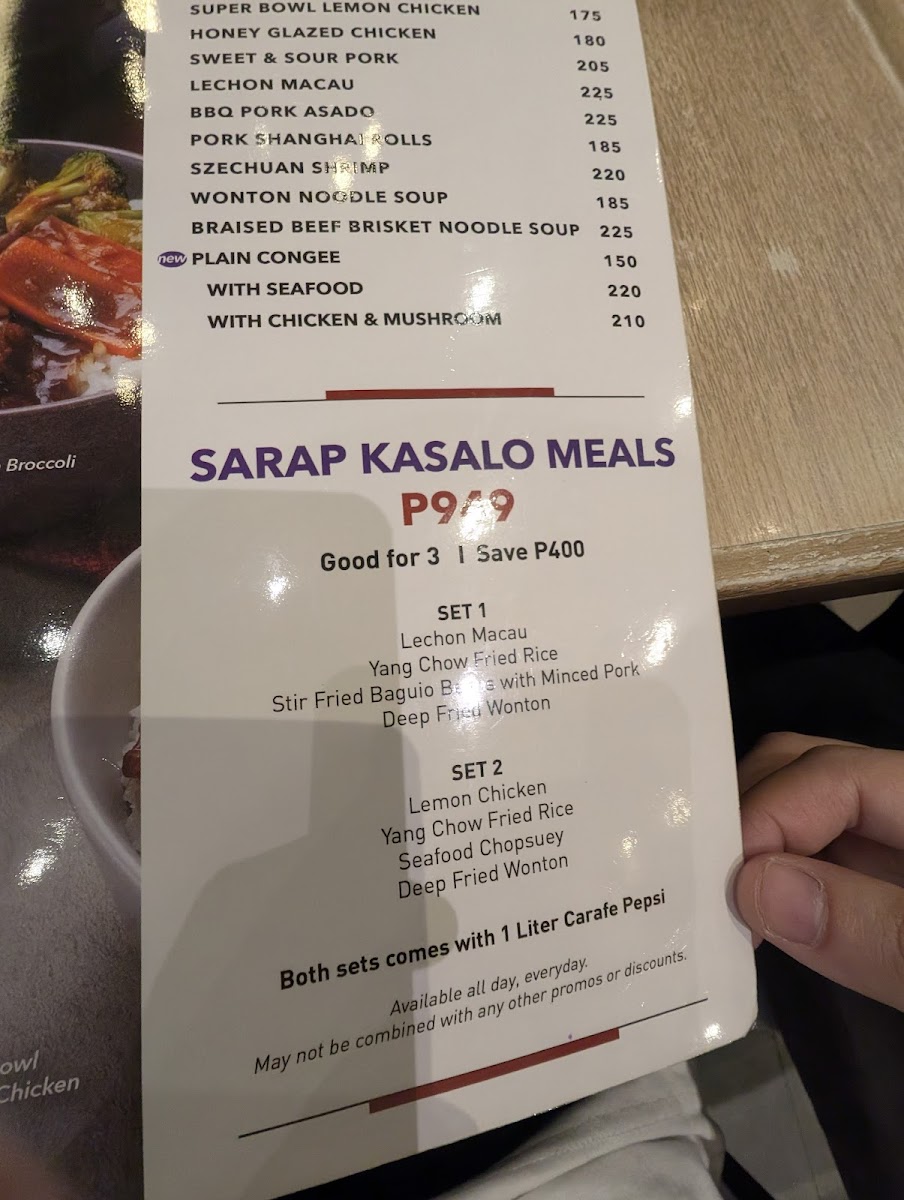 SUPER BOWL LEMON CHICKEN 175
HONEY GLAZED CHICKEN 180
SWEET & SOUR PORK 205
LECHON MACAU 225
BBQ PORK ASADO 225
PORK SHANGHAI ROLLS 185
SZECHUAN SHRIMP 220
WONTON NOODLE SOUP 185
BRAISED BEEF BRISKET NOODLE SOUP 225
new PLAIN CONGEE 150
WITH SEAFOOD 220
WITH CHICKEN & MUSHROOM 210
Broccoli
SARAP KASALO MEALS
P949
Good for 3 | Save P400
SET 1
Lechon Macau
Yang Chow Fried Rice
Stir Fried Baguio with Minced Pork
Deep Fried Wonton
SET 2
Lemon Chicken
Yang Chow Fried Rice
Seafood Chopsuey
Deep Fried Wonton
Both sets comes with 1 Liter Carafe Pepsi
Available all day, everyday.
May not be combined with any other promos or discounts.
Chicken